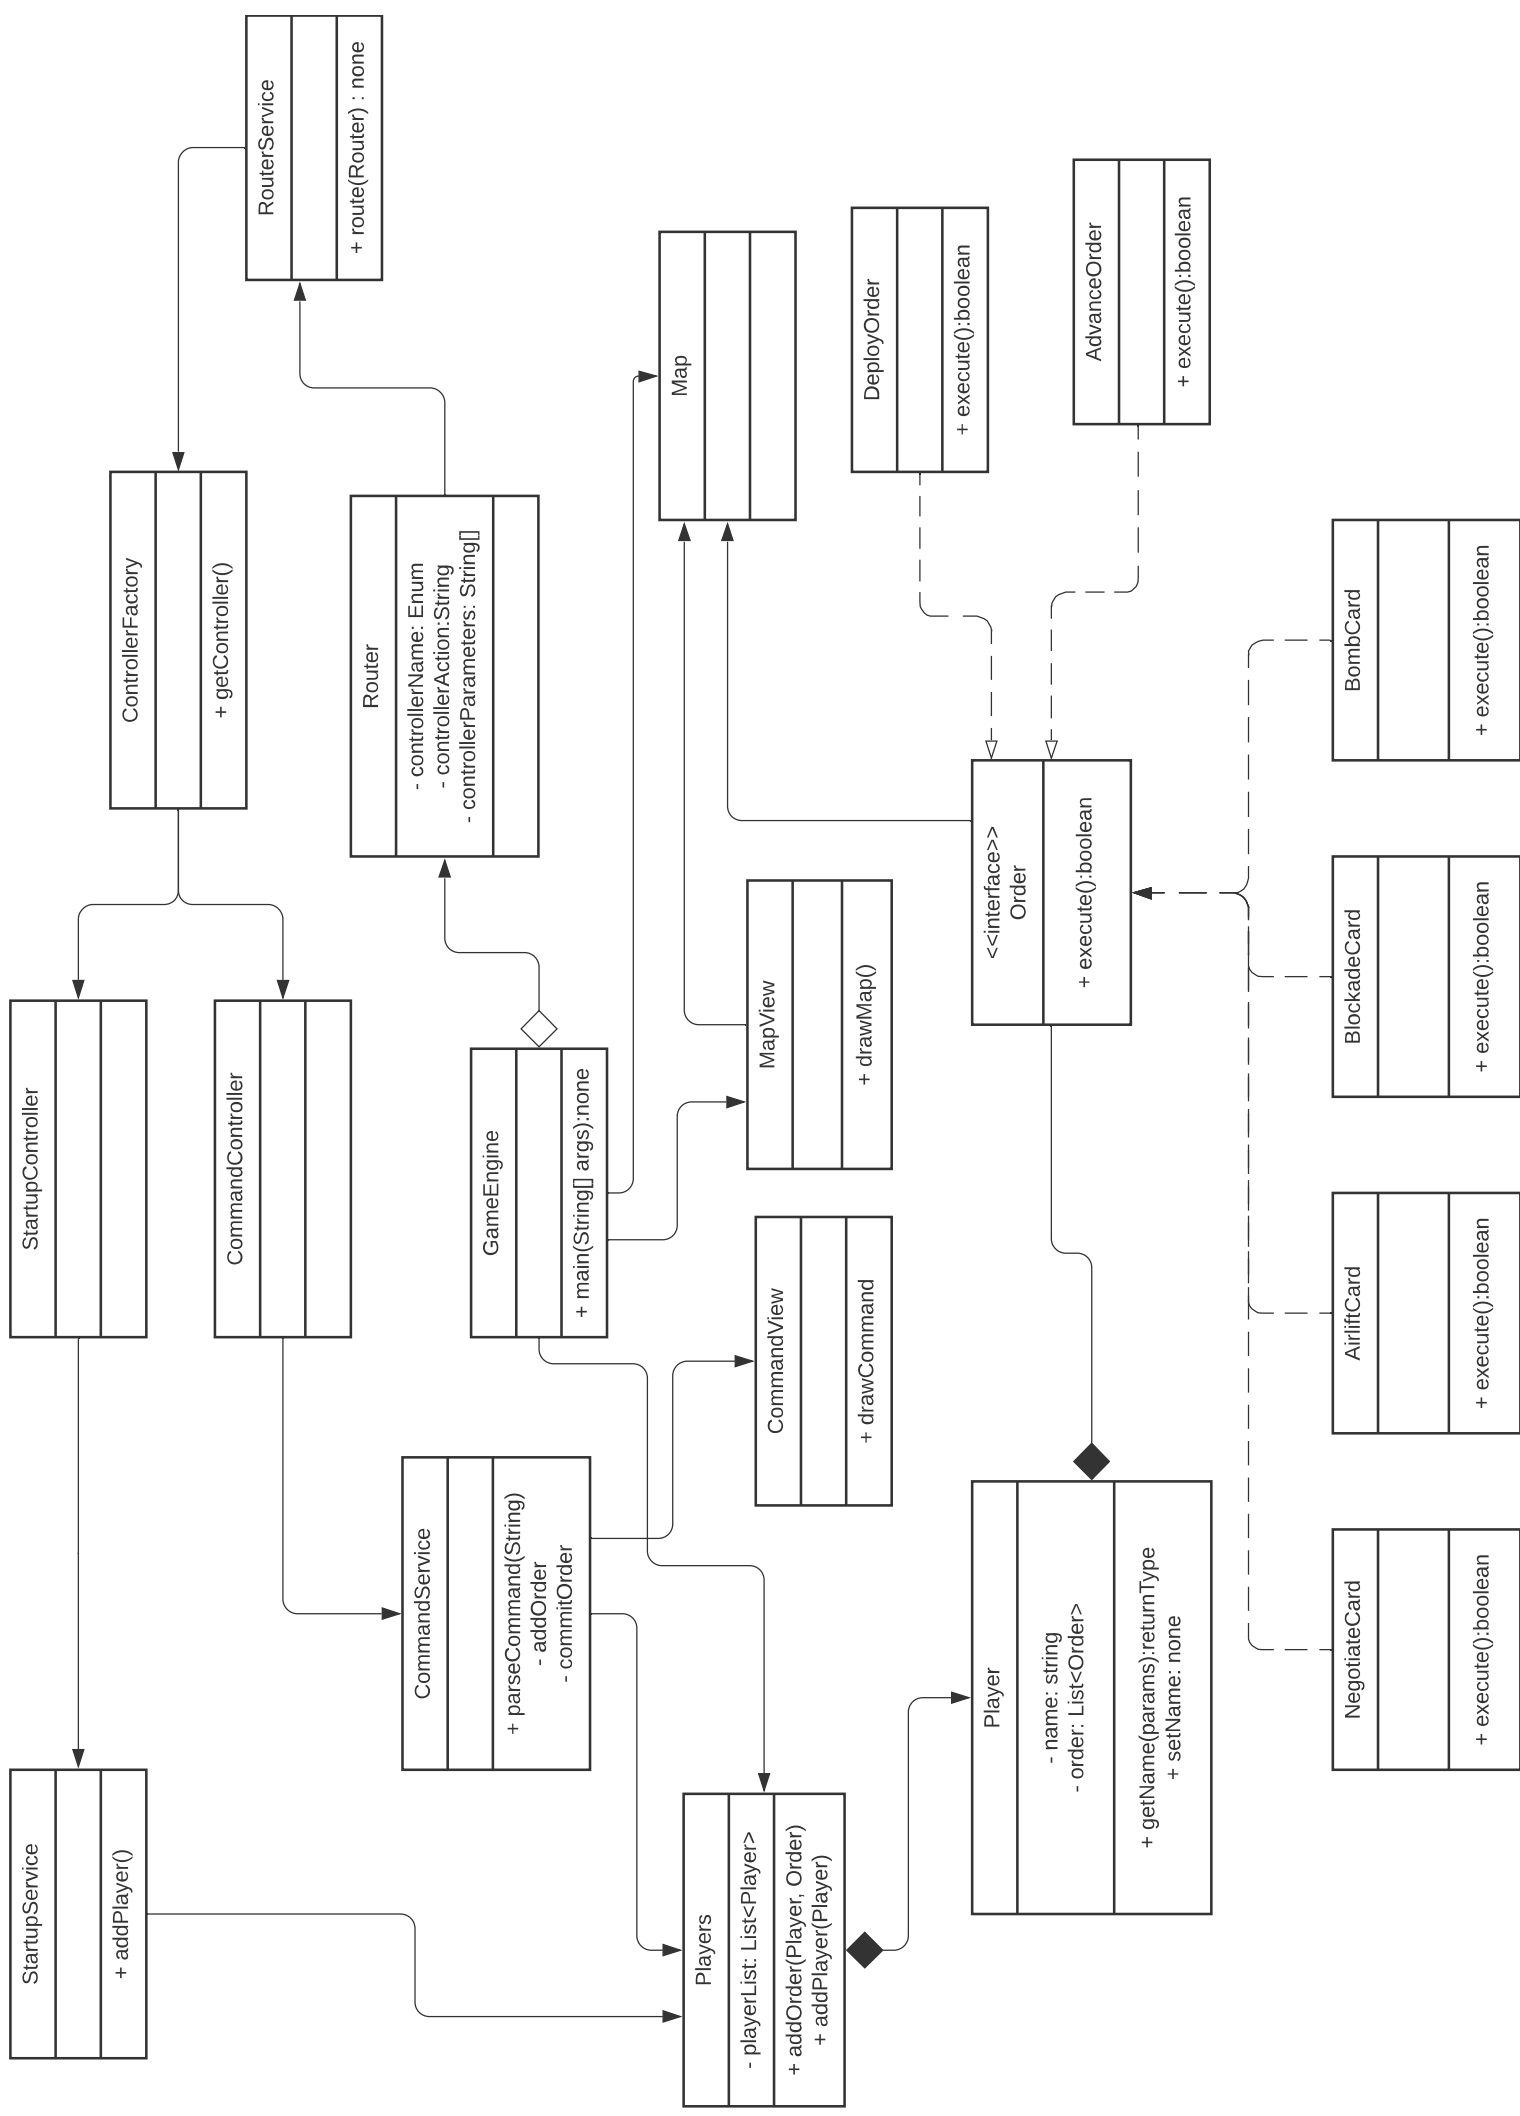 StartupService
+ addPlayer()
StartupController
ControllerFactory
+ getController()
RouterService
+ route(Router) : none
CommandController
Router
- controllerName: Enum
- controllerAction:String
- controllerParameters: String[]
CommandService
+ parseCommand(String)
- addOrder
- commitOrder
GameEngine
+ main(String[] args):none
Map
Players
- playerList: List<Player>
+ addOrder(Player, Order)
+ addPlayer(Player)
CommandView
+ drawCommand
MapView
+ drawMap()
DeployOrder
+ execute():boolean
Player
- name: string
- order: List<Order>
+ getName(params):returnType
+ setName: none
<<interface>>
Order
+ execute():boolean
AdvanceOrder
+ execute():boolean
NegotiateCard
+ execute():boolean
AirliftCard
+ execute():boolean
BlockadeCard
+ execute():boolean
BombCard
+ execute():boolean